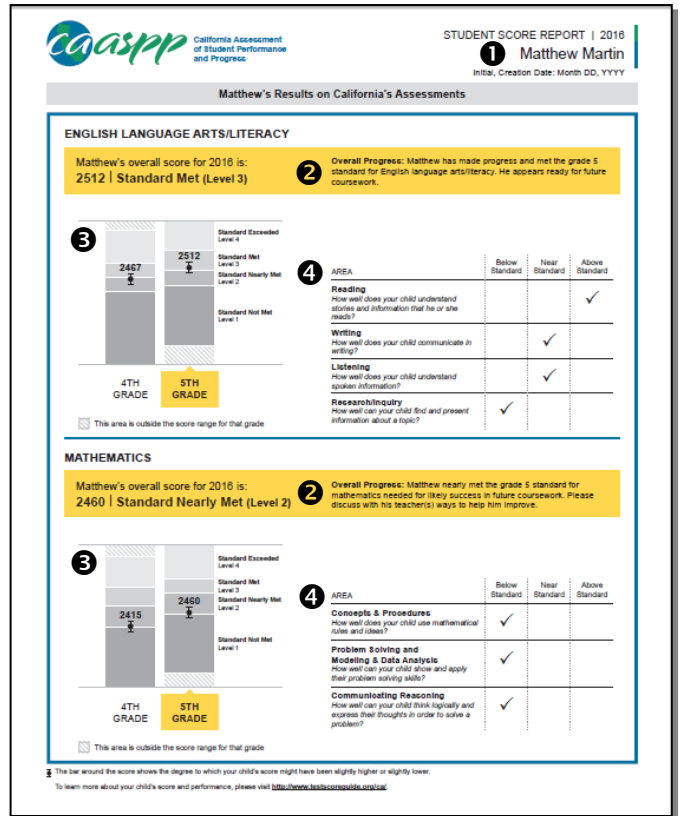 caaspp
California Assessment
of Student Performance
and Progress
STUDENT SCORE REPORT | 2016
❶ Matthew Martin
Initial, Creation Date: Month DD, YYYY
Matthew's Results on California's Assessments
ENGLISH LANGUAGE ARTS/LITERACY
Matthew's overall score for 2016 is:
2512 | Standard Met (Level 3)
❷
Overall Progress: Matthew has made progress and met the grade 5
standard for English language arts/literacy. He appears ready for future
coursework.
❸
2467
2512
Standard Exceeded
Level 4
Standard Met
Level 3
Standard Nearly Met
Level 2
Standard Not Met
Level 1
4TH
GRADE
5TH
GRADE
This area is outside the score range for that grade
❹
AREA
Below
Standard
Near
Standard
Above
Standard
Reading
How well does your child understand
stories and information that he or she
reads?
✓
Writing
How well does your child communicate in
writing?
✓
Listening
How well does your child understand
spoken information?
✓
Research/Inquiry
How well can your child find and present
information about a topic?
✓
MATHEMATICS
Matthew's overall score for 2016 is:
2460 | Standard Nearly Met (Level 2)
❷
Overall Progress: Matthew nearly met the grade 5 standard for
mathematics needed for likely success in future coursework. Please
discuss with his teacher(s) ways to help him improve.
❸
2415
2460
Standard Exceeded
Level 4
Standard Met
Level 3
Standard Nearly Met
Level 2
Standard Not Met
Level 1
4TH
GRADE
5TH
GRADE
This area is outside the score range for that grade
❹
AREA
Below
Standard
Near
Standard
Above
Standard
Concepts & Procedures
How well does your child use mathematical
rules and ideas?
✓
Problem Solving and
Modeling & Data Analysis
How well can your child show and apply
their problem solving skills?
✓
Communicating Reasoning
How well can your child think logically and
express their thoughts in order to solve a
problem?
✓
The bar around the score shows the degree to which your child's score might have been slightly higher or slightly lower.
To learn more about your child's score and performance, please visit http://www.testscoreguide.org/ca/.